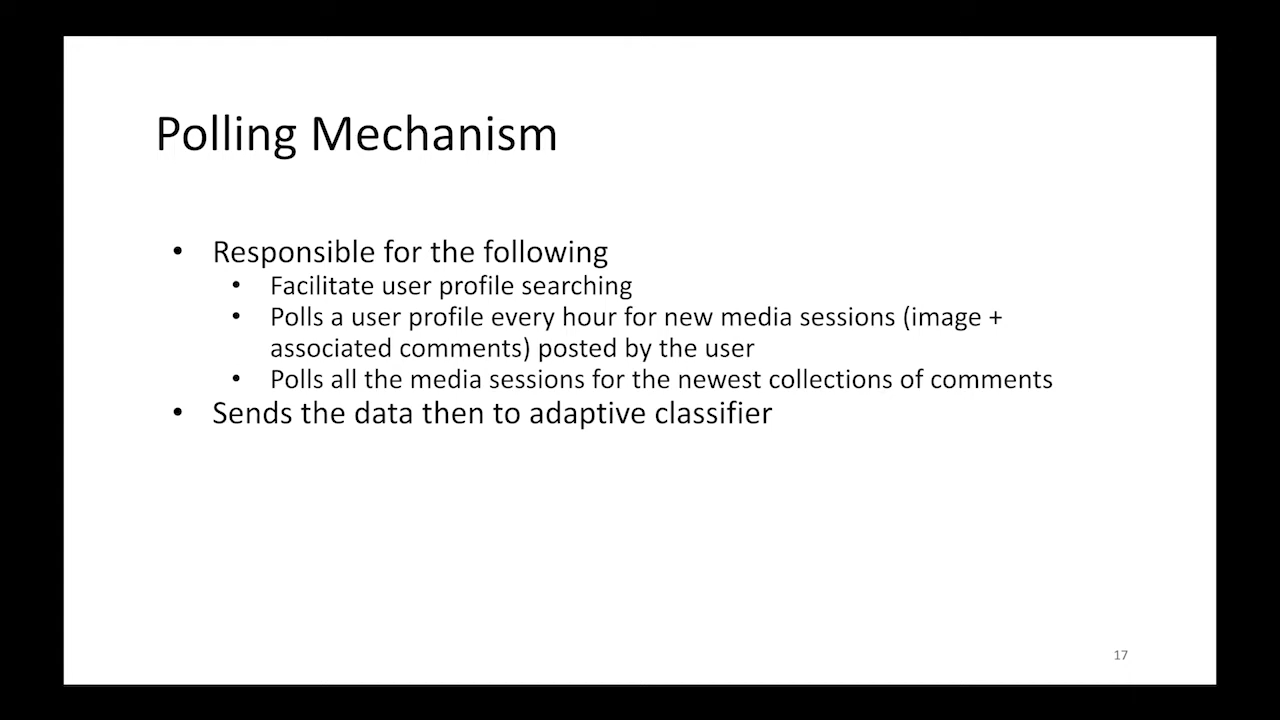 Polling Mechanism
• Responsible for the following
• Facilitate user profile searching
• Polls a user profile every hour for new media sessions (image +
associated comments) posted by the user
• Polls all the media sessions for the newest collections of comments
• Sends the data then to adaptive classifier
17